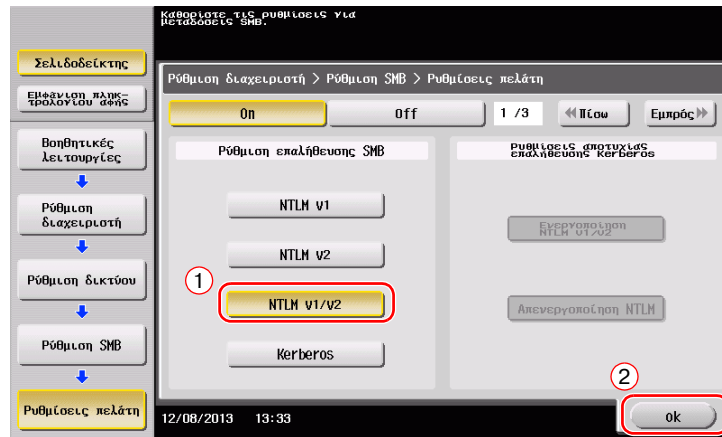 Καθορίστε τις ρυθμίσεις για
μεταδόσεις SMB.
Σελιδοδείκτης
Εμφάνιση πληκ-
τρολογίου αφής
Βοηθητικές
λειτουργίες
Ρύθμιση
διαχειριστή
Ρύθμιση δικτύου
Ρύθμιση SMB
Ρυθμίσεις πελάτη
Ρύθμιση διαχειριστή > Ρύθμιση SMB > Ρυθμίσεις πελάτη
On Off 1 /3 Πίσω Εμπρός
Ρύθμιση επαλήθευσης SMB
NTLM v1
NTLM v2
1
NTLM v1/v2
Kerberos
Ρυθμίσεις αποτυχίας
επαλήθευσης Kerberos
Ενεργοποίηση
NTLM v1/v2
Απενεργοποίηση NTLM
2
12/08/2013 13:33
ok